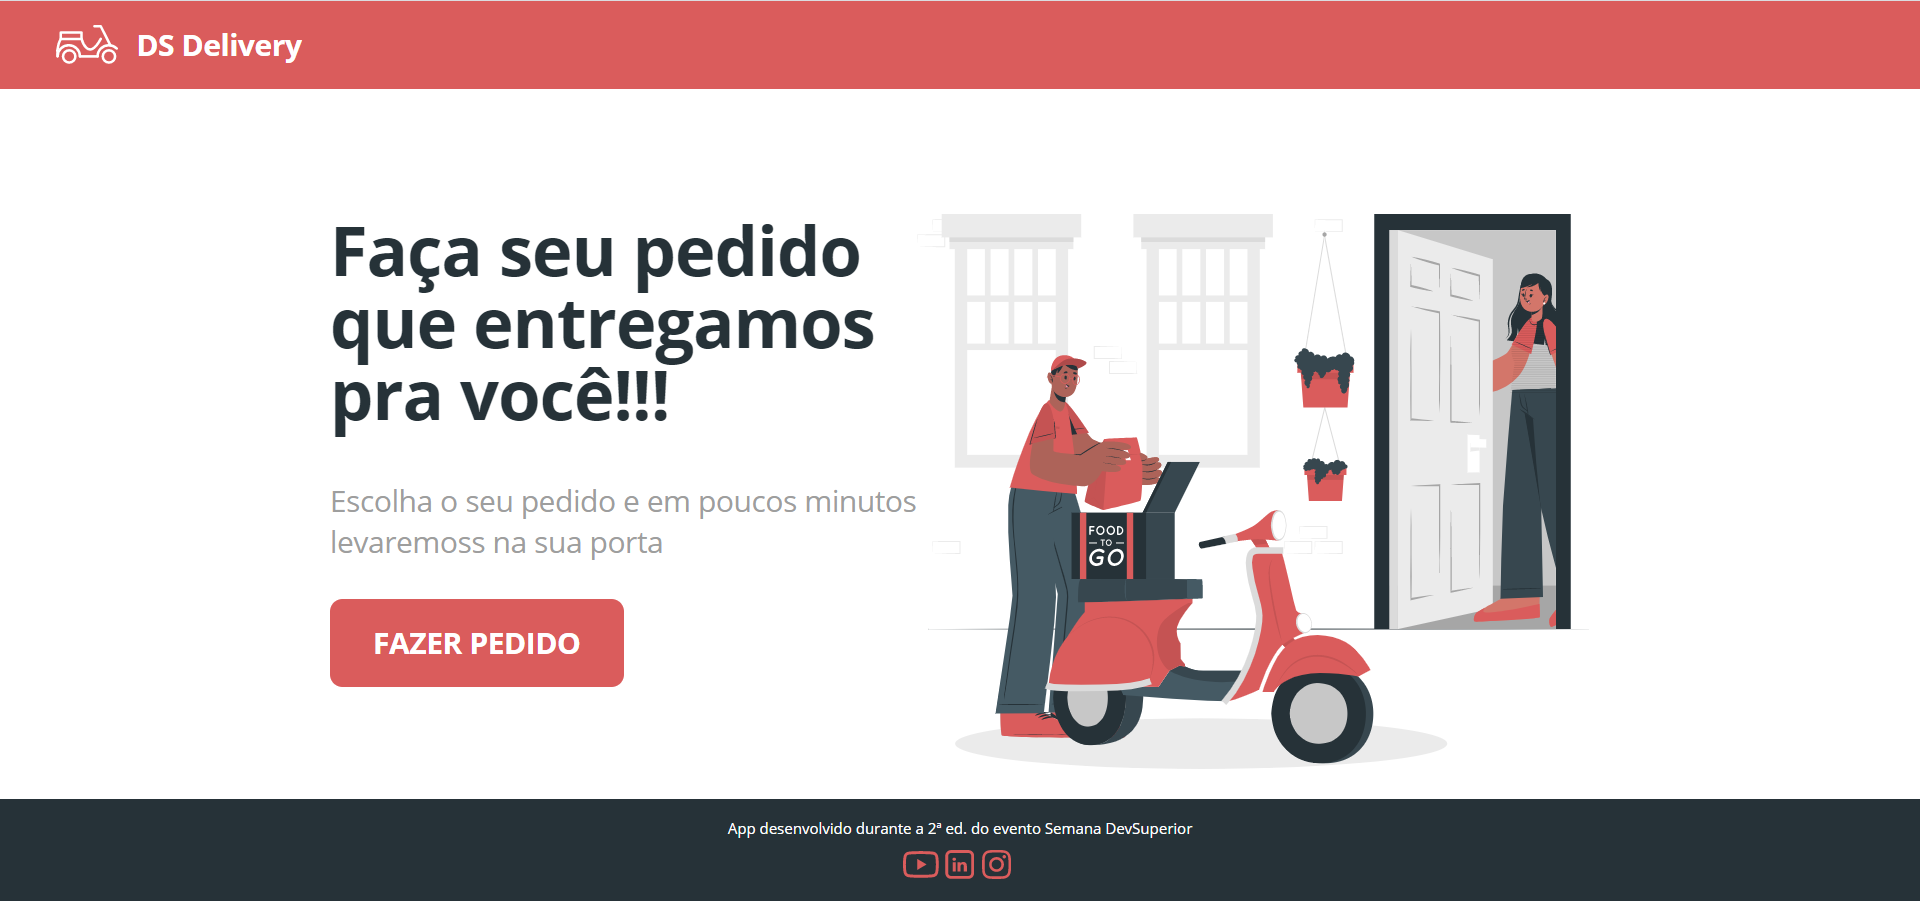 DS Delivery
Faça seu pedido
que entregamos
pra você!!!
Escolha o seu pedido e em poucos minutos
levaremoss na sua porta
FAZER PEDIDO
FOOD
TO
GO
App desenvolvido durante a 2ª ed. do evento Semana DevSuperior
in